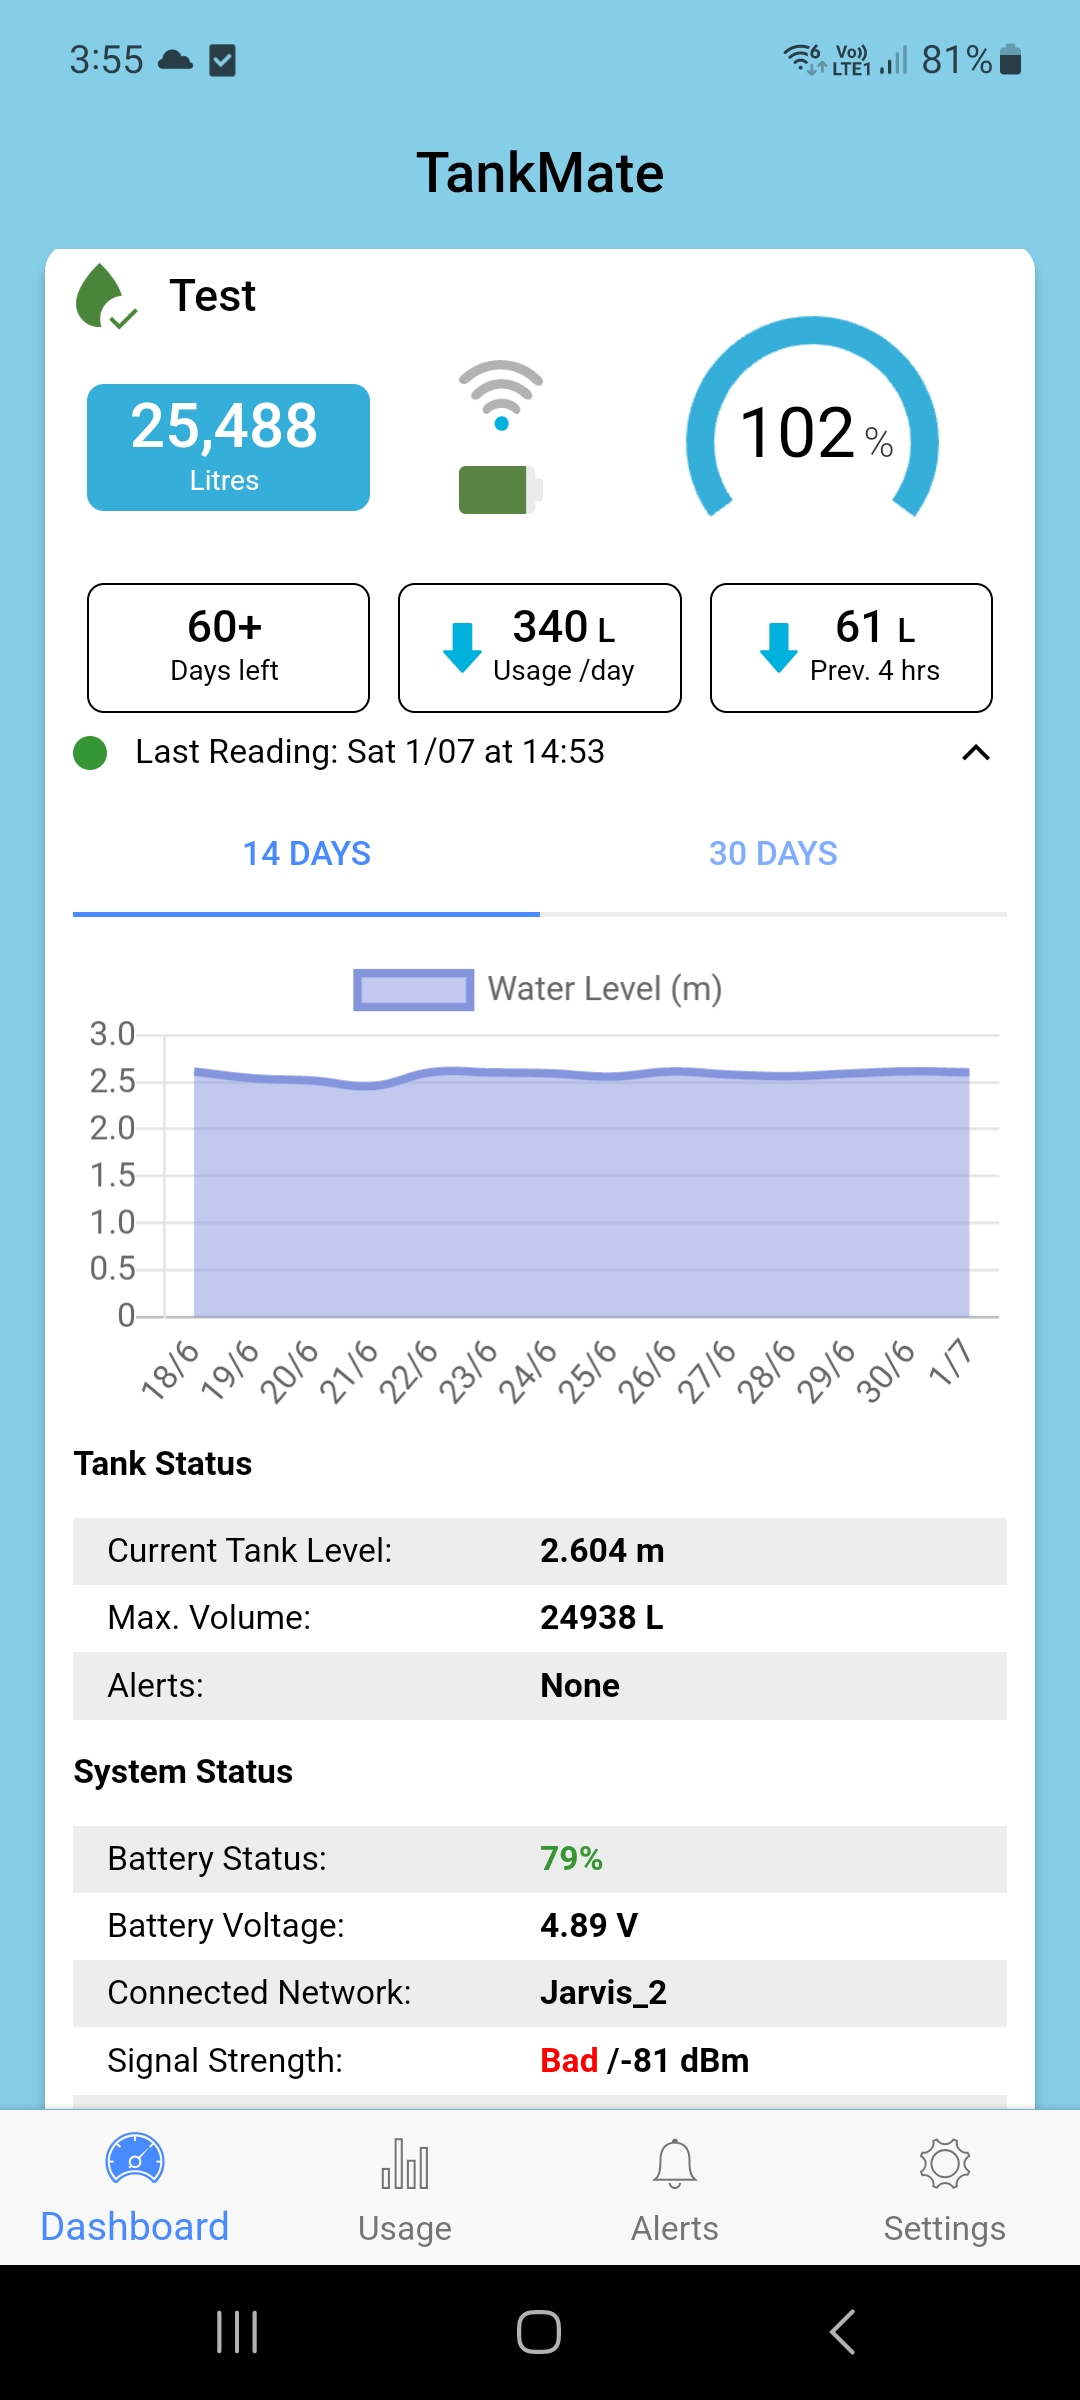 3:55
6 Vo)) LTE1 81%
TankMate
Test
25,488
Litres
102 %
60+
Days left
340 L
Usage /day
61 L
Prev. 4 hrs
Last Reading: Sat 1/07 at 14:53
14 DAYS 30 DAYS
Water Level (m)
3.0
2.5
2.0
1.5
1.0
0.5
0
18/6 19/6 20/6 21/6 22/6 23/6 24/6 25/6 26/6 27/6 28/6 29/6 30/6 1/7
Tank Status
Current Tank Level: 2.604 m
Max. Volume: 24938 L
Alerts: None
System Status
Battery Status: 79%
Battery Voltage: 4.89 V
Connected Network: Jarvis_2
Signal Strength: Bad /-81 dBm
Dashboard Usage Alerts Settings